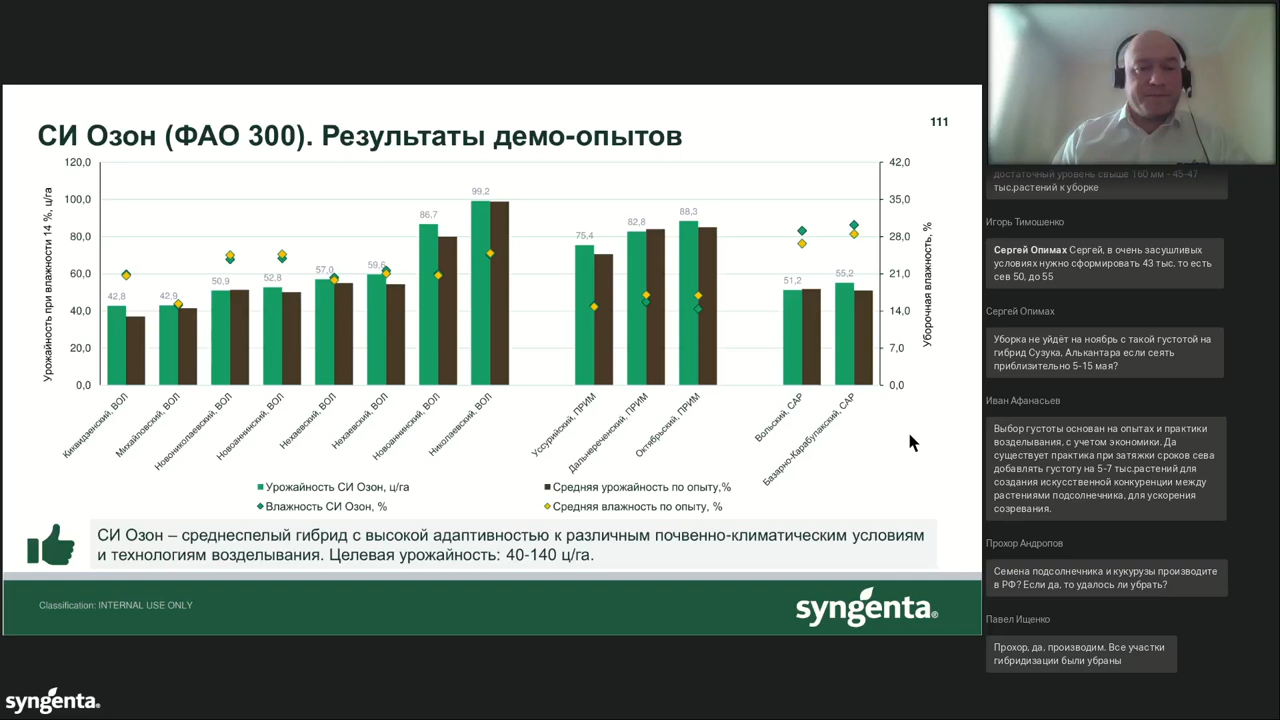 СИ Озон (ФАО 300). Результаты демо-опытов
111
Урожайность при влажности 14 %, ц/га
120,0
100,0
80,0
60,0
40,0
20,0
0,0
42,8
42,9
50,9
52,8
57,0
59,6
86,7
99,2
75,4
82,8
88,3
51,2
55,2
42,0
35,0
28,0
21,0
14,0
7,0
0,0
Уборочная влажность, %
Киквидзенский, ВОЛ
Михайловский, ВОЛ
Новониколаевский, ВОЛ
Новоаннинский, ВОЛ
Нехаевский, ВОЛ
Нехаевский, ВОЛ
Новоаннинский, ВОЛ
Николаевский, ВОЛ
Уссурийский, ПРИМ
Дальнереченский, ПРИМ
Октябрьский, ПРИМ
Вольский, САР
Базарно-Карабулакский, САР
Урожайность СИ Озон, ц/га
Средняя урожайность по опыту,%
Влажность СИ Озон, %
Средняя влажность по опыту, %
СИ Озон – среднеспелый гибрид с высокой адаптивностью к различным почвенно-климатическим условиям
и технологиям возделывания. Целевая урожайность: 40-140 ц/га.
Classification: INTERNAL USE ONLY
syngenta®
syngenta®
достаточный уровень свыше 160 мм - 45-47
тыс.растений к уборке
Игорь Тимошенко
Сергей Опимах Сергей, в очень засушливых
условиях нужно сформировать 43 тыс. то есть
сев 50, до 55
Сергей Опимах
Уборка не уйдёт на ноябрь с такой густотой на
гибрид Сузука, Алькантара если сеять
приблизительно 5-15 мая?
Иван Афанасьев
Выбор густоты основан на опытах и практики
возделывания, с учетом экономики. Да
существует практика при затяжки сроков сева
добавлять густоту на 5-7 тыс.растений для
создания искусственной конкуренции между
растениями подсолнечника, для ускорения
созревания.
Прохор Андропов
Семена подсолнечника и кукурузы производите
в РФ? Если да, то удалось ли убрать?
Павел Ищенко
Прохор, да, производим. Все участки
гибридизации были убраны